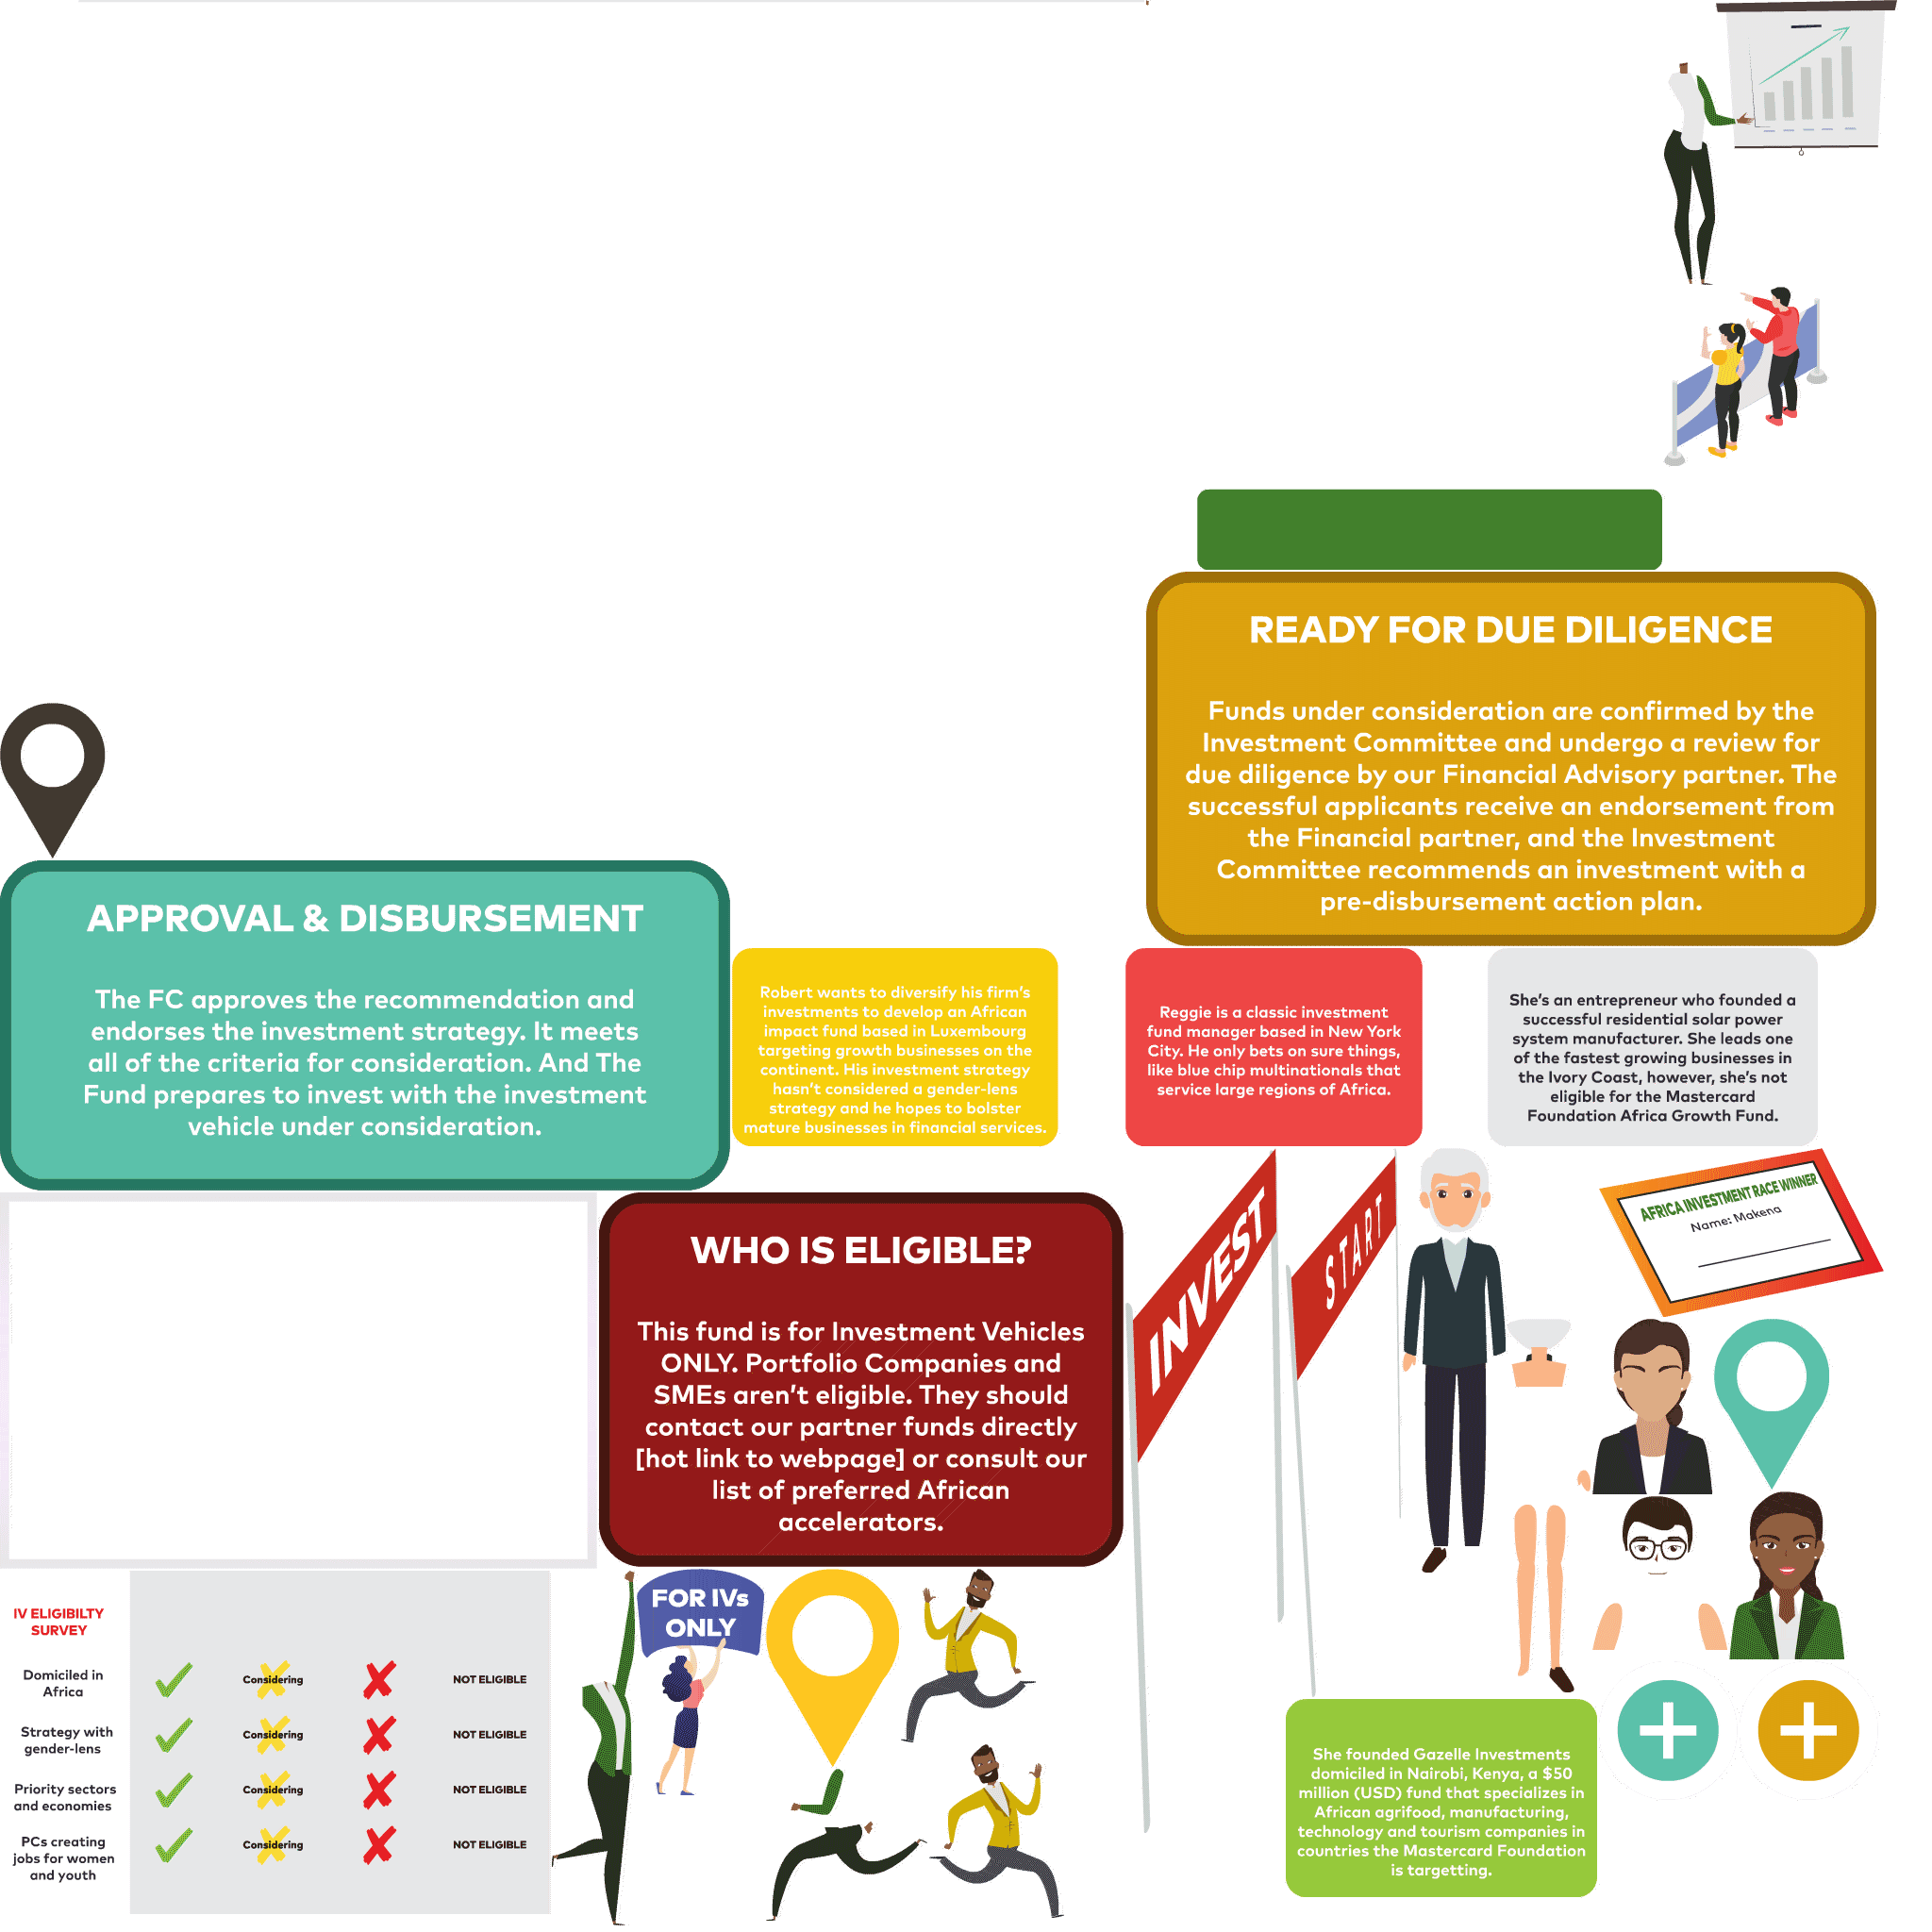 READY FOR DUE DILIGENCE
Funds under consideration are confirmed by the
Investment Committee and undergo a review for
due diligence by our Financial Advisory partner. The
successful applicants receive an endorsement from
the Financial partner, and the Investment
Committee recommends an investment with a
pre-disbursement action plan.
APPROVAL & DISBURSEMENT
The FC approves the recommendation and
endorses the investment strategy. It meets
all of the criteria for consideration. And The
Fund prepares to invest with the investment
vehicle under consideration.
Robert wants to diversify his firm's
investments to develop an African
impact fund based in Luxembourg
targeting growth businesses on the
continent. His investment strategy
hasn't considered a gender-lens
strategy and he hopes to bolster
mature businesses in financial services.
Reggie is a classic investment
fund manager based in New York
City. He only bets on sure things,
like blue chip multinationals that
service large regions of Africa.
She's an entrepreneur who founded a
successful residential solar power
system manufacturer. She leads one
of the fastest growing businesses in
the Ivory Coast, however, she's not
eligible for the Mastercard
Foundation Africa Growth Fund.
WHO IS ELIGIBLE?
This fund is for Investment Vehicles
ONLY. Portfolio Companies and
SMEs aren't eligible. They should
contact our partner funds directly
[hot link to webpage] or consult our
list of preferred African
accelerators.
INVEST
START
AFRICA INVESTMENT RACE WINNER
Name: Makena
IV ELIGIBILTY
SURVEY
Domiciled in
Africa
Considering
NOT ELIGIBLE
Strategy with
gender-lens
Considering
NOT ELIGIBLE
Priority sectors
and economies
Considering
NOT ELIGIBLE
PCs creating
jobs for women
and youth
Considering
NOT ELIGIBLE
FOR IVs
ONLY
She founded Gazelle Investments
domiciled in Nairobi, Kenya, a $50
million (USD) fund that specializes in
African agrifood, manufacturing,
technology and tourism companies in
countries the Mastercard Foundation
is targetting.